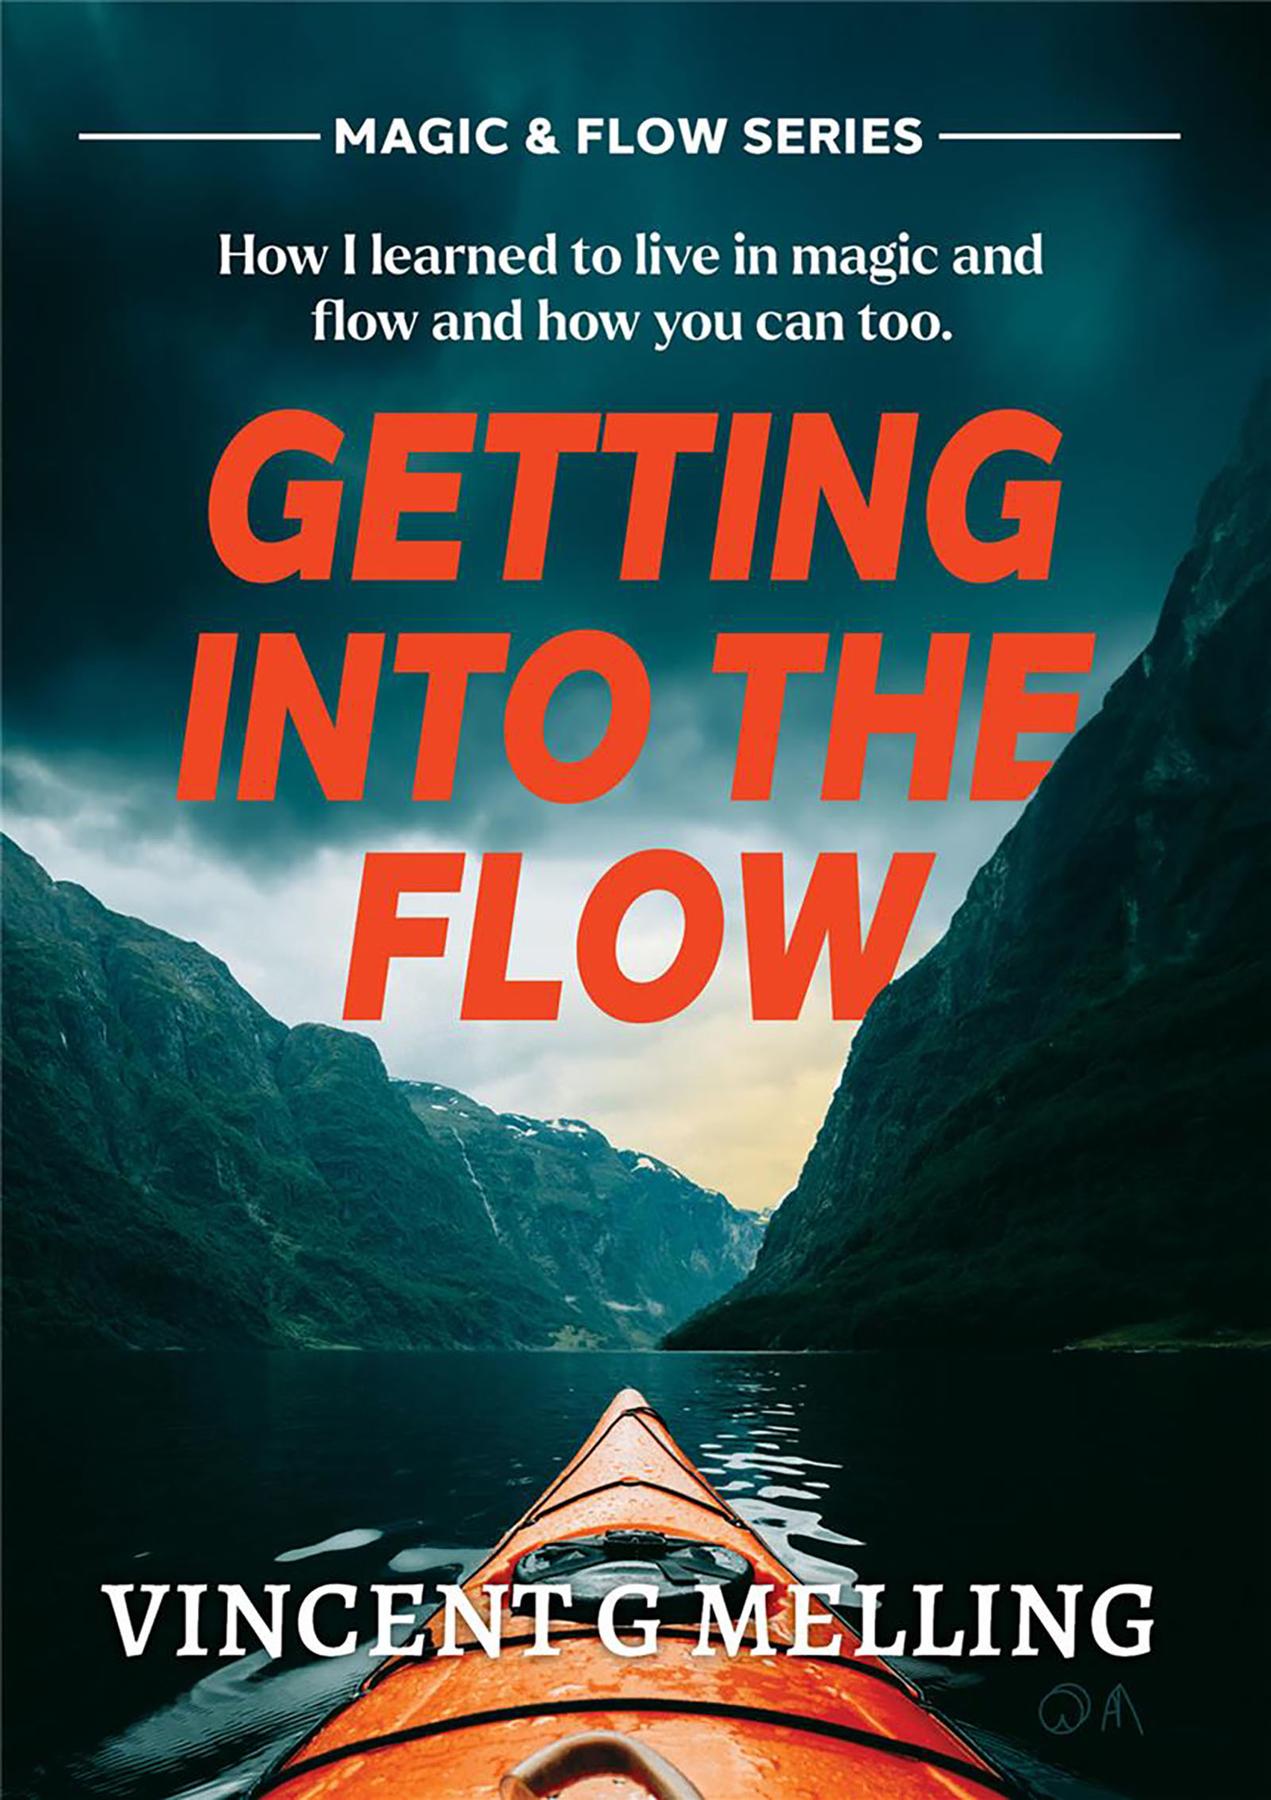 MAGIC & FLOW SERIES
How I learned to live in magic and
flow and how you can too.
GETTING
INTO THE
FLOW
VINCENT G MELLING